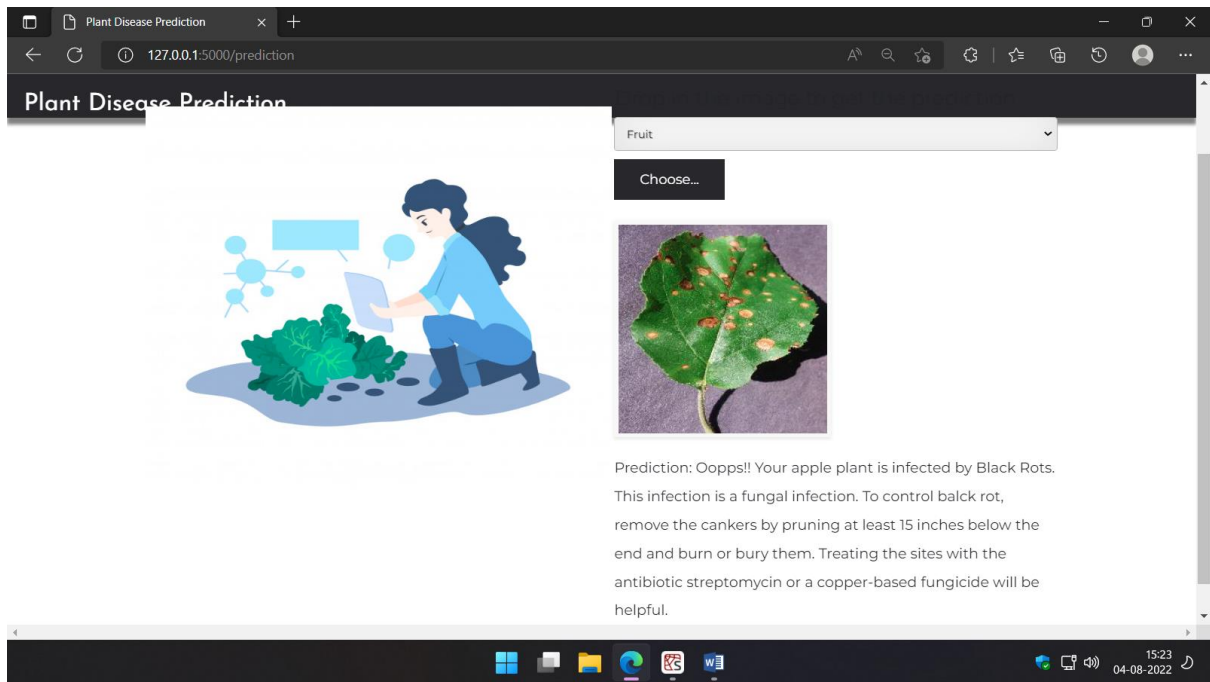 Plant Disease Prediction
127.0.0.1:5000/prediction
Plant Disease Prediction
Fruit
Choose...
Prediction: Oopps!! Your apple plant is infected by Black Rots.
This infection is a fungal infection. To control balck rot,
remove the cankers by pruning at least 15 inches below the
end and burn or bury them. Treating the sites with the
antibiotic streptomycin or a copper-based fungicide will be
helpful.
15:23
04-08-2022